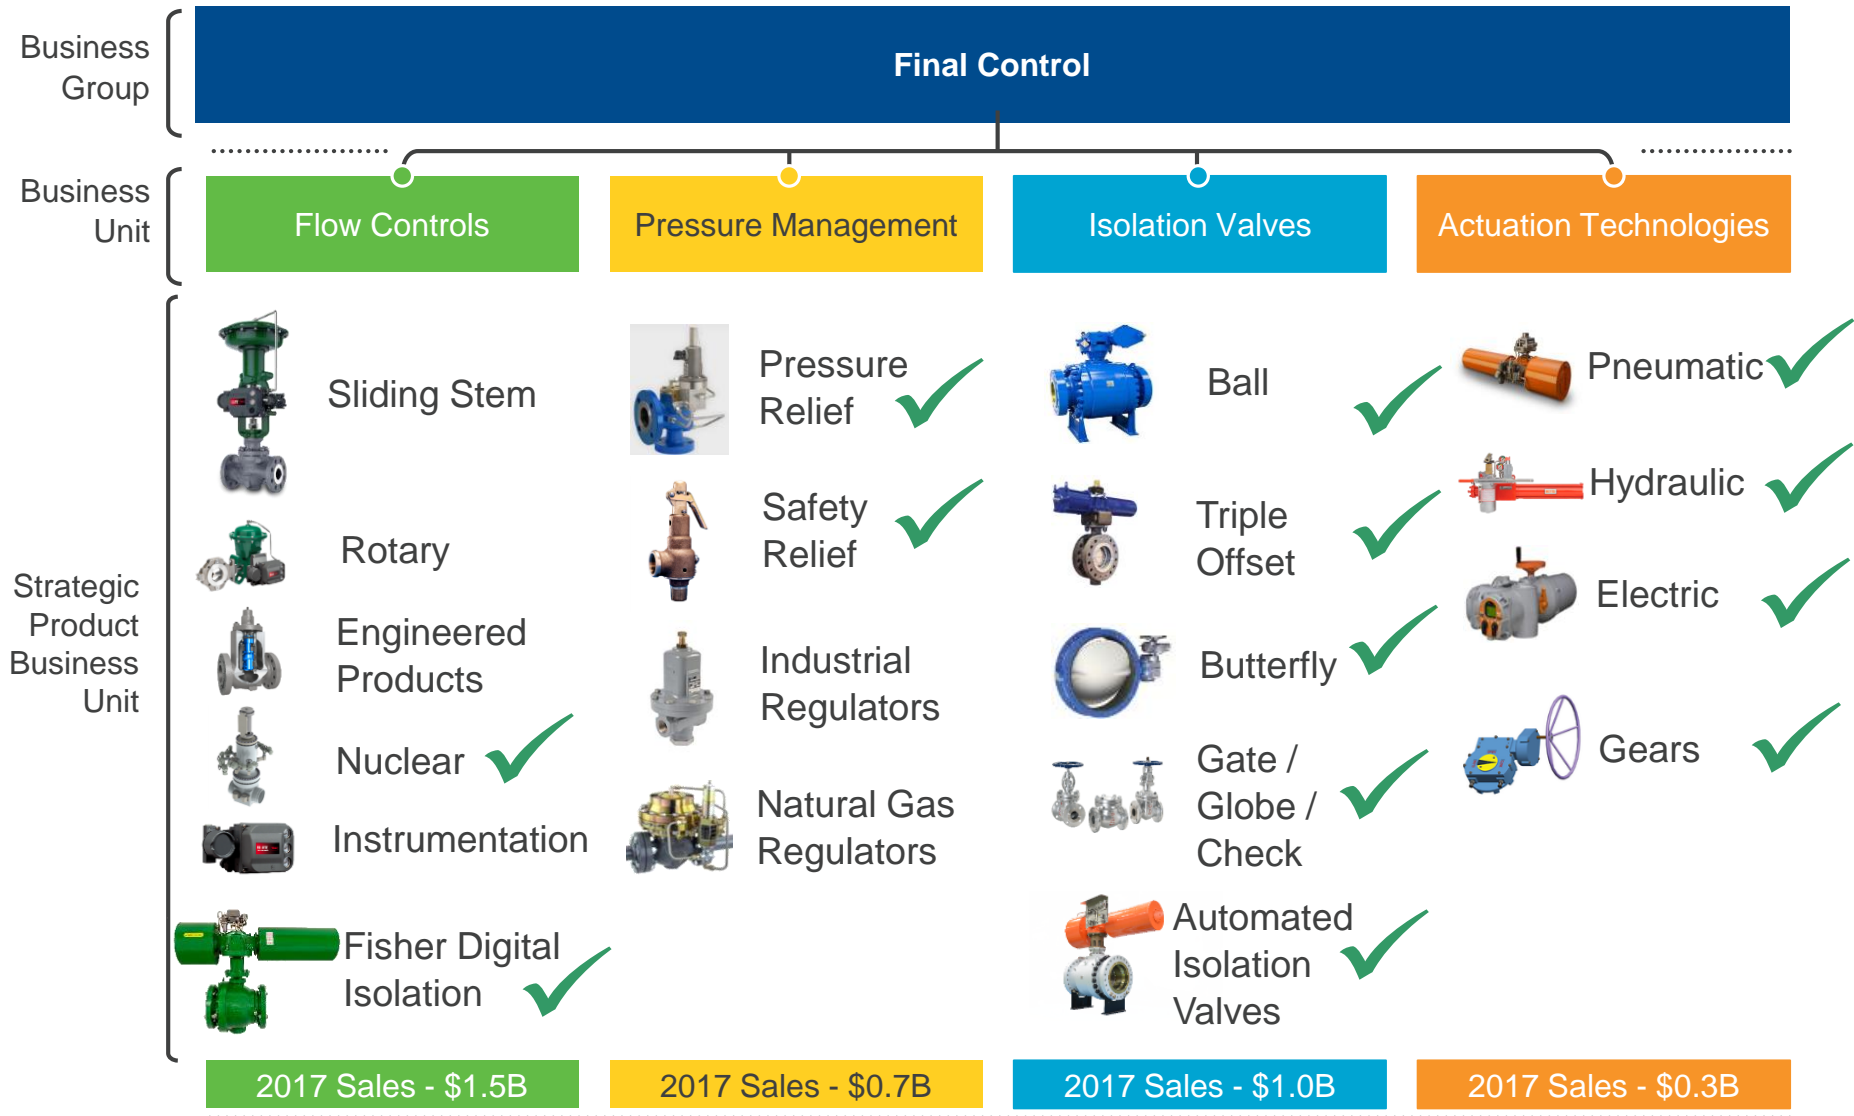 Business
Group
Final Control
Business
Unit
Flow Controls
Pressure Management
Isolation Valves
Actuation Technologies
Strategic
Product
Business
Unit
Sliding Stem
Rotary
Engineered
Products
Nuclear
Instrumentation
Fisher Digital
Isolation
Pressure
Relief
Safety
Relief
Industrial
Regulators
Natural Gas
Regulators
Ball
Triple
Offset
Butterfly
Gate /
Globe /
Check
Automated
Isolation
Valves
Pneumatic
Hydraulic
Electric
Gears
2017 Sales - $1.5B
2017 Sales - $0.7B
2017 Sales - $1.0B
2017 Sales - $0.3B